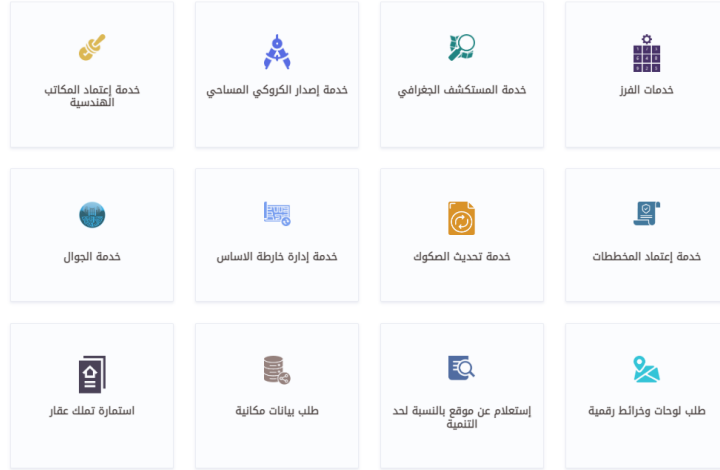 خدمات الفرز
خدمة المستكشف الجغرافي
خدمة إصدار الكروكي المساحي
خدمة إعتماد المكاتب
الهندسية
خدمة إعتماد المخططات
خدمة تحديث الصكوك
خدمة إدارة خارطة الاساس
خدمة الجوال
طلب لوحات وخرائط رقمية
إستعلام عن موقع بالنسبة لحد
التنمية
طلب بيانات مكانية
استمارة تملك عقار